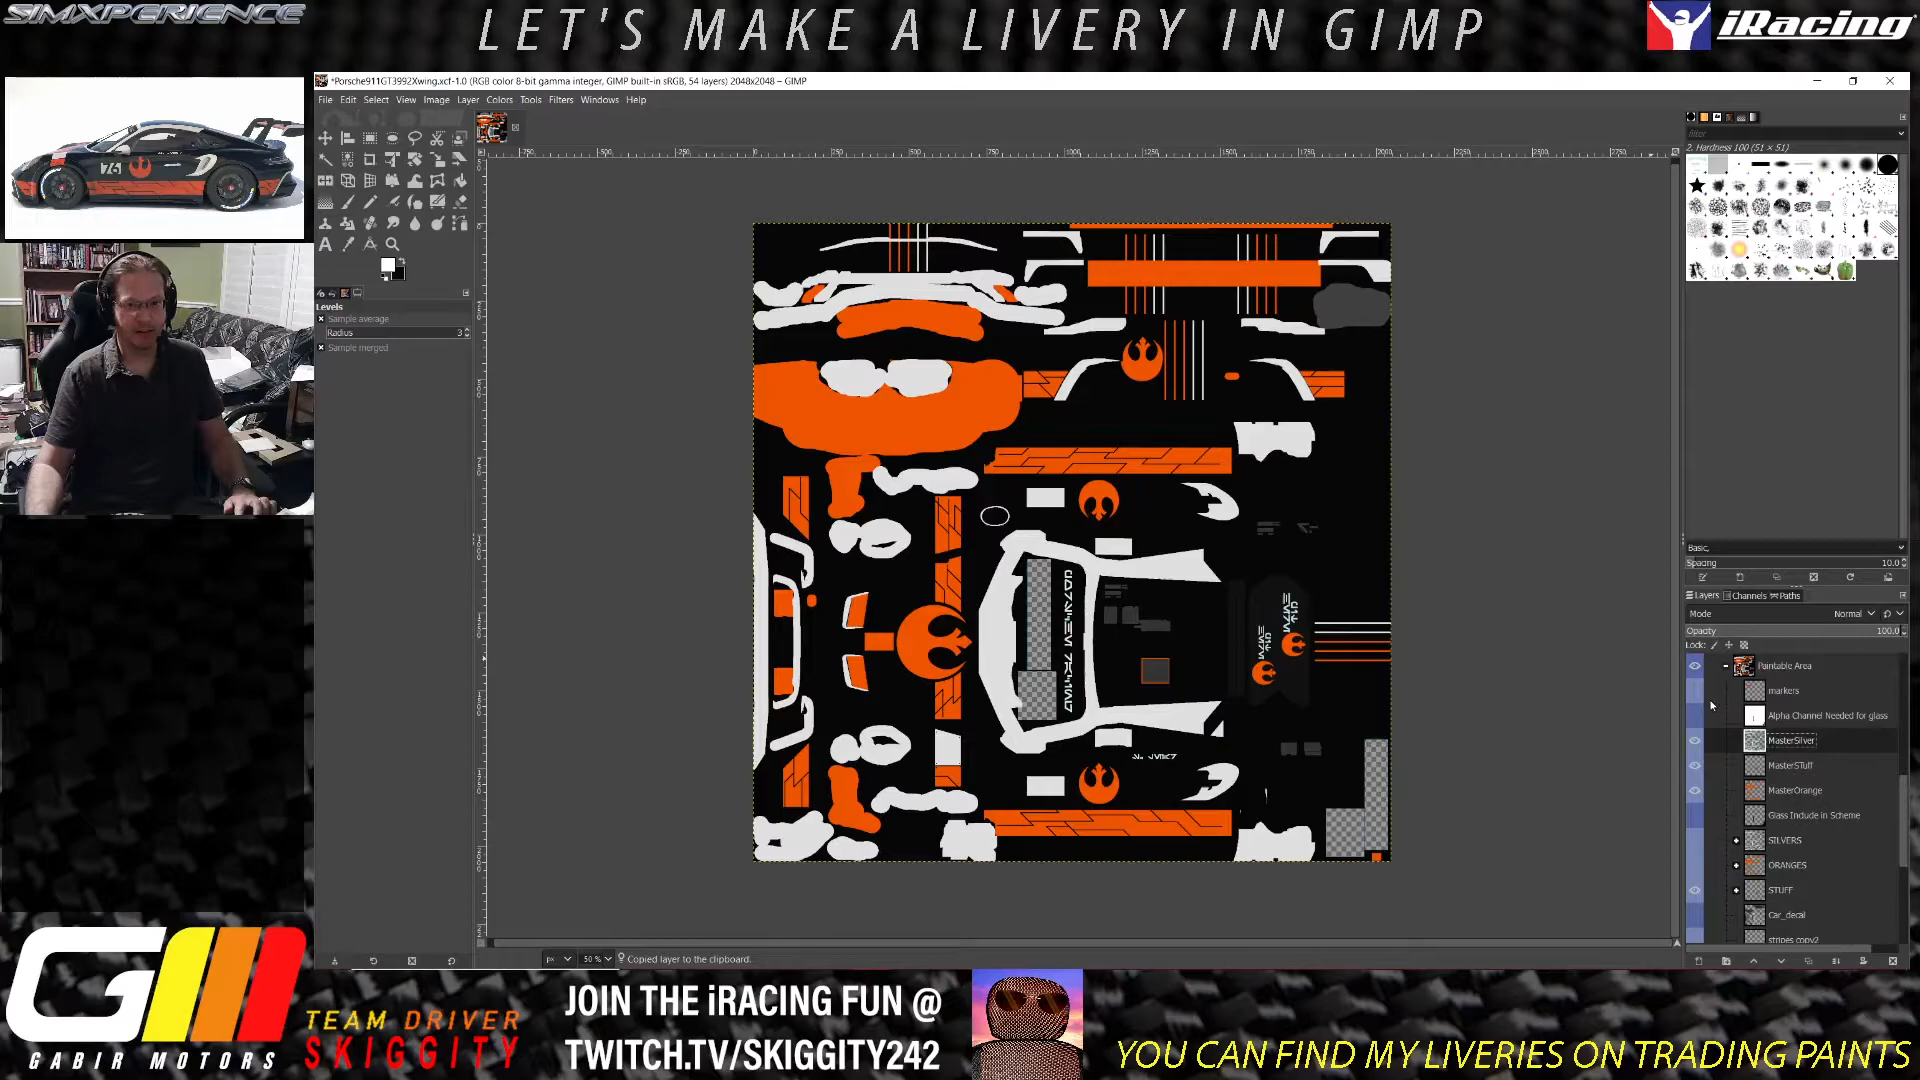 SIMXPERIENCE
LET'S MAKE A LIVERY IN GIMP
iRacing
*Porsche911GT3992Xwing.xcf-1.0 (RGB color 8-bit gamma integer, GIMP built-in sRGB, 54 layers) 2048x2048 – GIMP
File Edit Select View Image Layer Colors Tools Filters Windows Help
filter
2. Hardness 100 (51 × 51)
76
Levels
Sample average
Radius 3
Sample merged
Basic,
Spacing 10.0
Layers Channels Paths
Mode Normal
Opacity 100.0
Lock:
Paintable Area
markers
Alpha Channel Needed for glass
MasterSilver
MasterSTuff
MasterOrange
Glass Include in Scheme
SILVERS
ORANGES
STUFF
Car_decal
stripes copy2
px 50 % Copied layer to the clipboard.
GABIR MOTORS
TEAM DRIVER
SKIGGITY
JOIN THE iRACING FUN @
TWITCH.TV/SKIGGITY242
YOU CAN FIND MY LIVERIES ON TRADING PAINTS